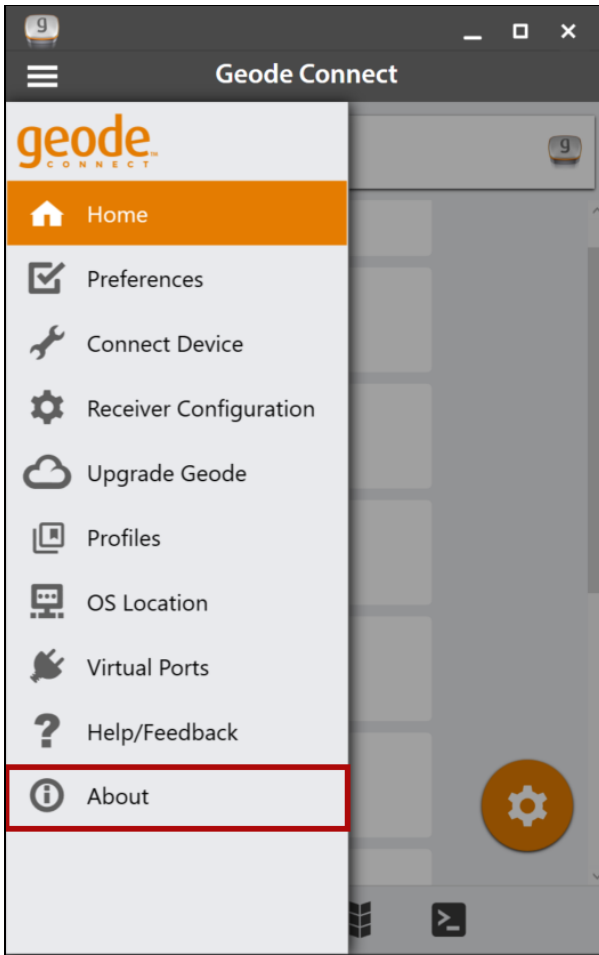 g
Geode Connect
geode™
CONNECT
g
Home
Preferences
Connect Device
Receiver Configuration
Upgrade Geode
Profiles
OS Location
Virtual Ports
Help/Feedback
About